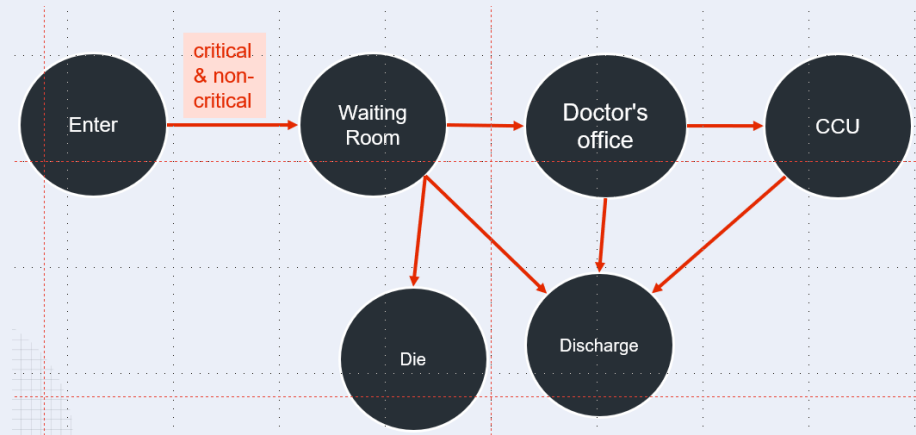 critical
& non-
critical
Enter
Waiting
Room
Doctor's
office
CCU
Die
Discharge